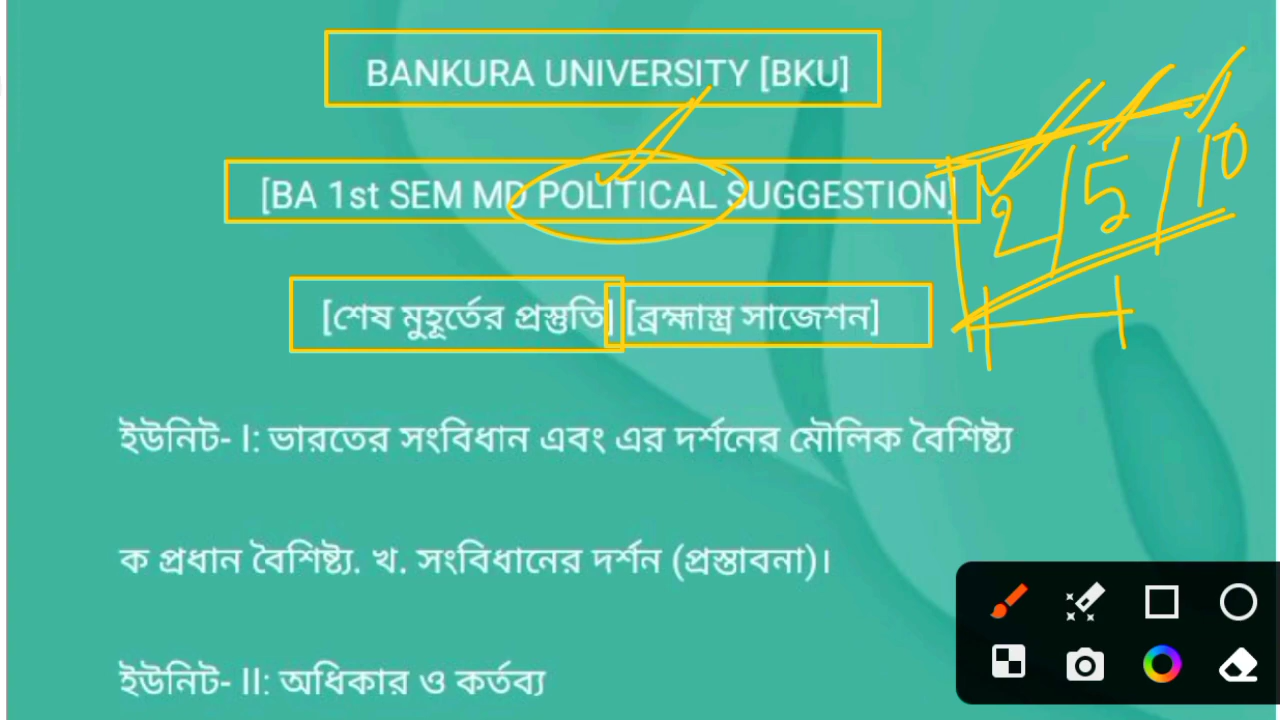 BANKURA UNIVERSITY [BKU]
[BA 1st SEM MD POLITICAL SUGGESTION]
2/5/10
[শেষ মুহূর্তের প্রস্তুতি] [ব্রহ্মাস্ত্র সাজেশন]
ইউনিট- I: ভারতের সংবিধান এবং এর দর্শনের মৌলিক বৈশিষ্ট্য
ক প্রধান বৈশিষ্ট্য. খ. সংবিধানের দর্শন (প্রস্তাবনা)।
ইউনিট- II: অধিকার ও কর্তব্য